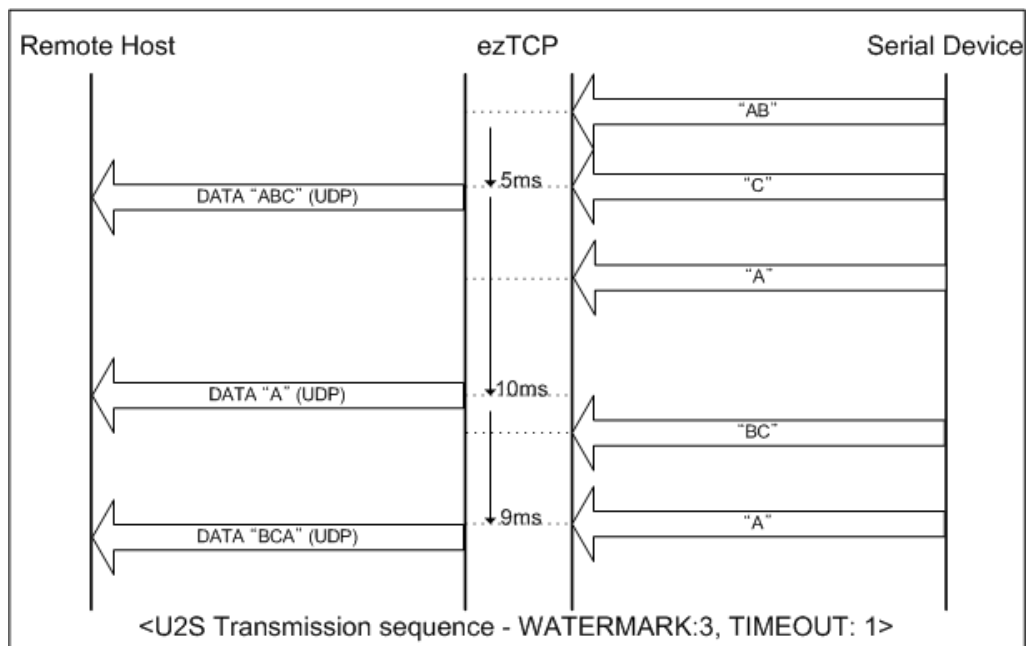 Remote Host
ezTCP
Serial Device
“AB”
5ms
“C”
DATA “ABC” (UDP)
“A”
10ms
DATA “A” (UDP)
“BC”
9ms
“A”
DATA “BCA” (UDP)
<U2S Transmission sequence - WATERMARK:3, TIMEOUT: 1>